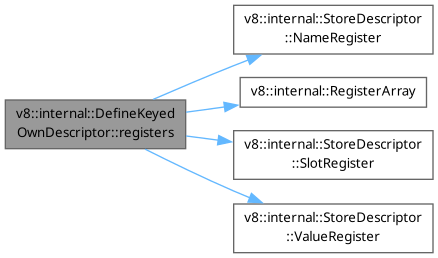 v8::internal::DefineKeyed
OwnDescriptor::registers
v8::internal::StoreDescriptor
::NameRegister
v8::internal::RegisterArray
v8::internal::StoreDescriptor
::SlotRegister
v8::internal::StoreDescriptor
::ValueRegister